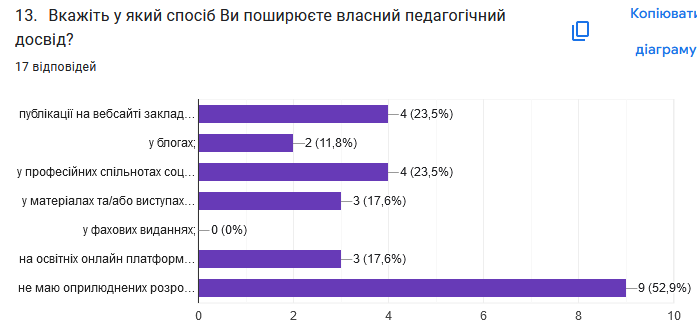 13. Вкажіть у який спосіб Ви поширюєте власний педагогічний
досвід?
17 відповідей
Копіювати
діаграму
публікації на вебсайті заклад…
4 (23,5%)
у блогах;
2 (11,8%)
у професійних спільнотах соц…
4 (23,5%)
у матеріалах та/або виступах…
3 (17,6%)
у фахових виданнях;
0 (0%)
на освітніх онлайн платформ…
3 (17,6%)
не маю оприлюднених розро…
9 (52,9%)
0 2 4 6 8 10